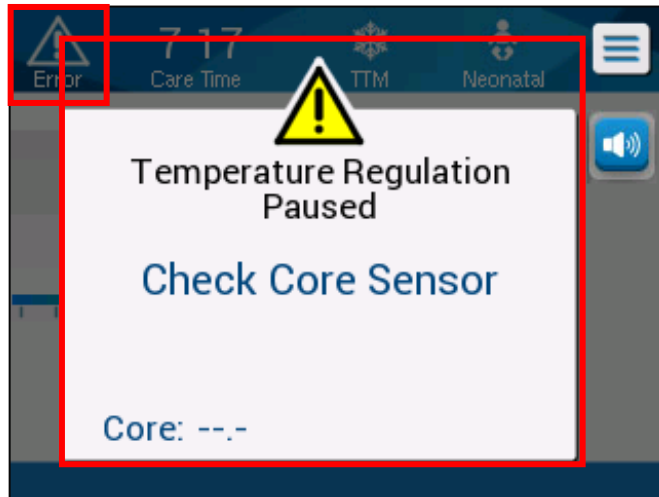 7 17
Error
Care Time
TTM
Neonatal
Temperature Regulation
Paused
Check Core Sensor
Core: --.-